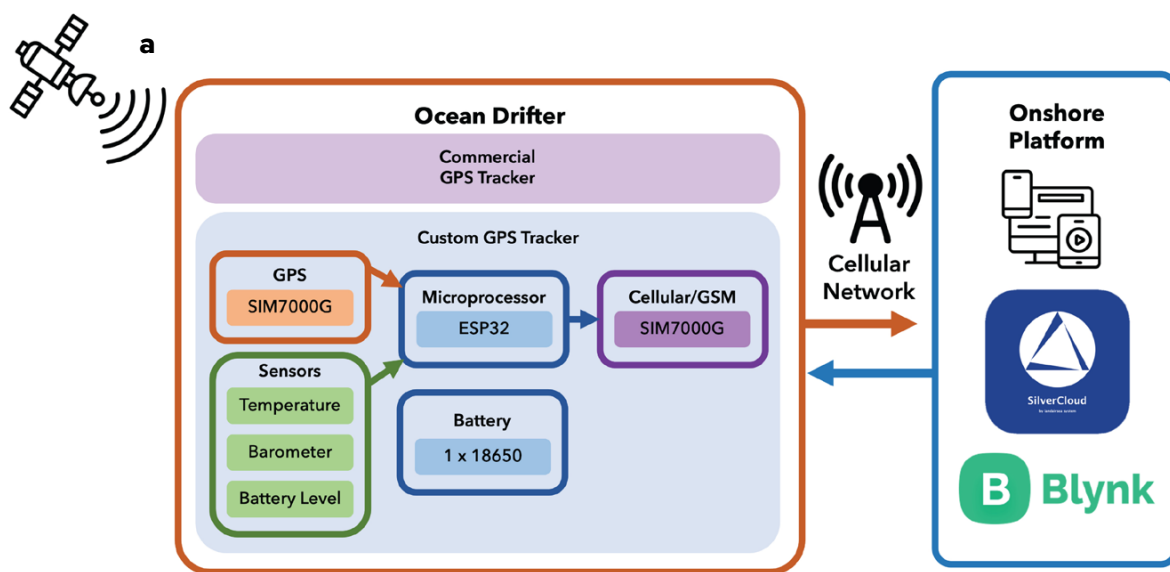 a
Ocean Drifter
Commercial
GPS Tracker
Custom GPS Tracker
GPS
SIM7000G
Microprocessor
ESP32
Cellular/GSM
SIM7000G
Sensors
Temperature
Barometer
Battery Level
Battery
1 x 18650
Cellular
Network
Onshore
Platform
SilverCloud
B Blynk